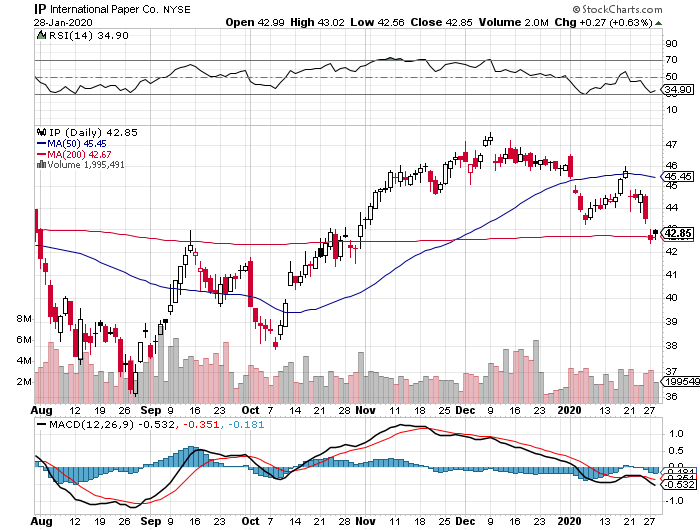 IP International Paper Co. NYSE © StockCharts.com
28-Jan-2020 Open 42.99 High 43.02 Low 42.56 Close 42.85 Volume 2.0M Chg +0.27 (+0.63%)
RSI(14) 34.90
90
70
50
34.90
30
10
IP (Daily) 42.85
MA(50) 45.45
MA(200) 42.67
Volume 1,995,491
47
46
45.45
45
44
42.85
42
41
40
39
38
37
36
8M
6M
4M
2M
199549
Aug 12 19 26 Sep 9 16 23 Oct 7 14 21 28 Nov 11 18 25 Dec 9 16 23 2020 13 21 27
MACD(12,26,9) -0.532, -0.351, -0.181
1.0
0.5
0.0
-0.181
-0.351
-0.532
-1.0
Aug 12 19 26 Sep 9 16 23 Oct 7 14 21 28 Nov 11 18 25 Dec 9 16 23 2020 13 21 27